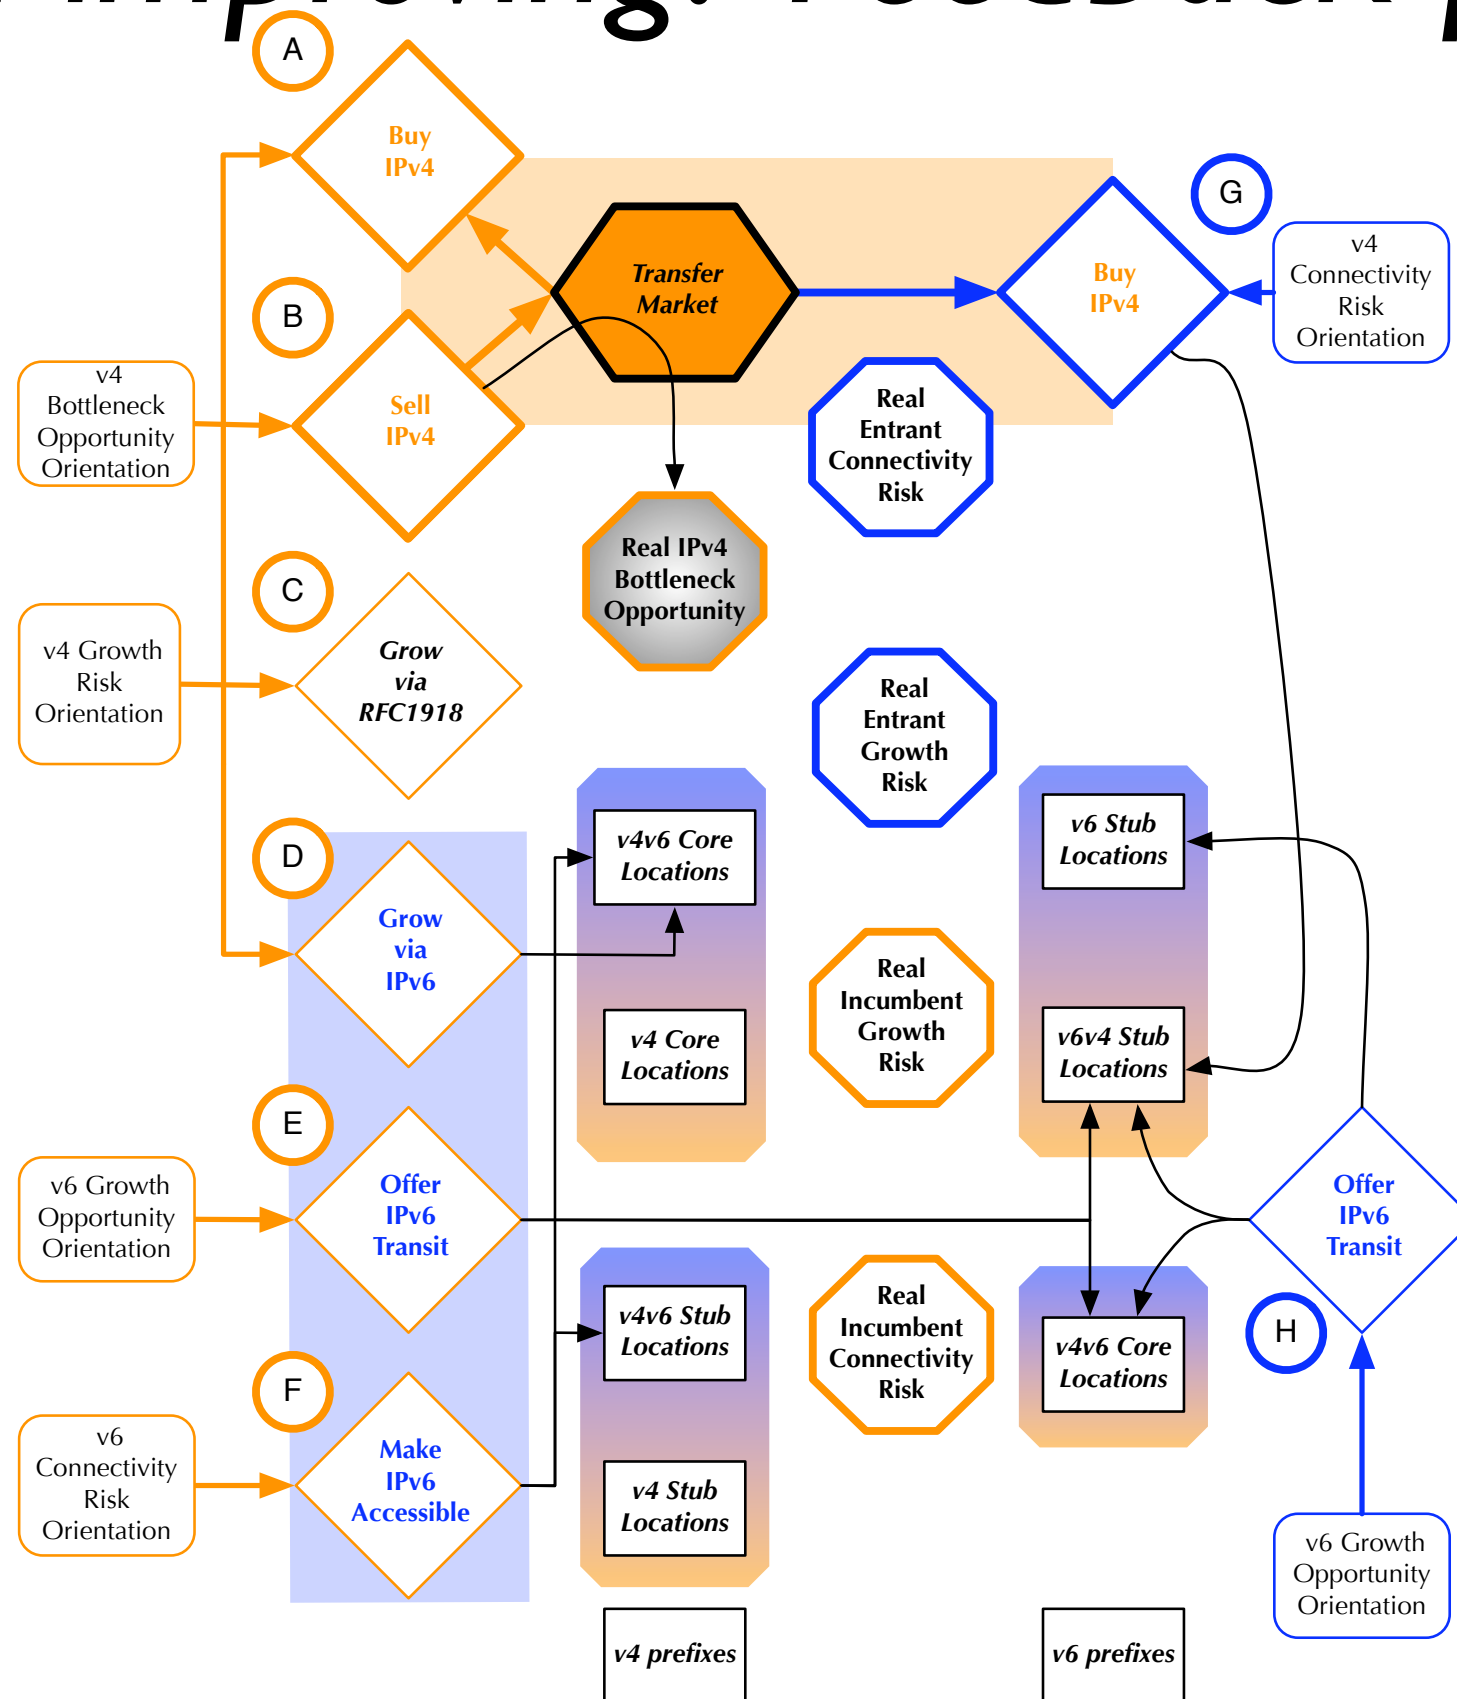 Improving: Feedback
A
Buy
IPv4
B
Sell
IPv4
v4
Bottleneck
Opportunity
Orientation
Transfer
Market
Real IPv4
Bottleneck
Opportunity
Buy
IPv4
G
v4
Connectivity
Risk
Orientation
Real
Entrant
Connectivity
Risk
C
Grow
via
RFC1918
v4 Growth
Risk
Orientation
Real
Entrant
Growth
Risk
D
Grow
via
IPv6
v4v6 Core
Locations
v4 Core
Locations
Real
Incumbent
Growth
Risk
v6 Stub
Locations
v6v4 Stub
Locations
E
Offer
IPv6
Transit
v6 Growth
Opportunity
Orientation
Offer
IPv6
Transit
H
F
Make
IPv6
Accessible
v6
Connectivity
Risk
Orientation
v4v6 Stub
Locations
v4 Stub
Locations
Real
Incumbent
Connectivity
Risk
v4v6 Core
Locations
v6 Growth
Opportunity
Orientation
v4 prefixes
v6 prefixes